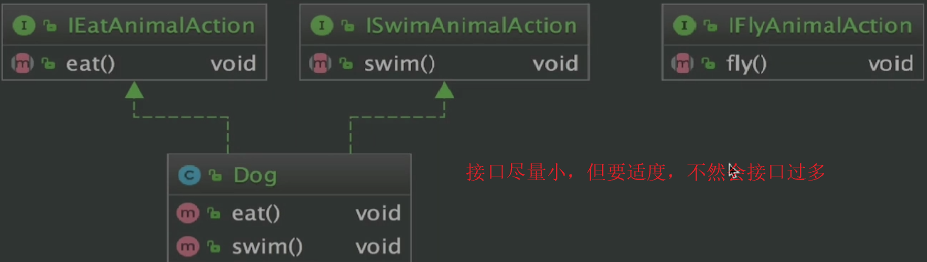 IEatAnimalAction
eat() void
ISwimAnimalAction
swim() void
IFlyAnimalAction
fly() void
Dog
eat() void
swim() void
接口尽量小，但要适度，不然会接口过多